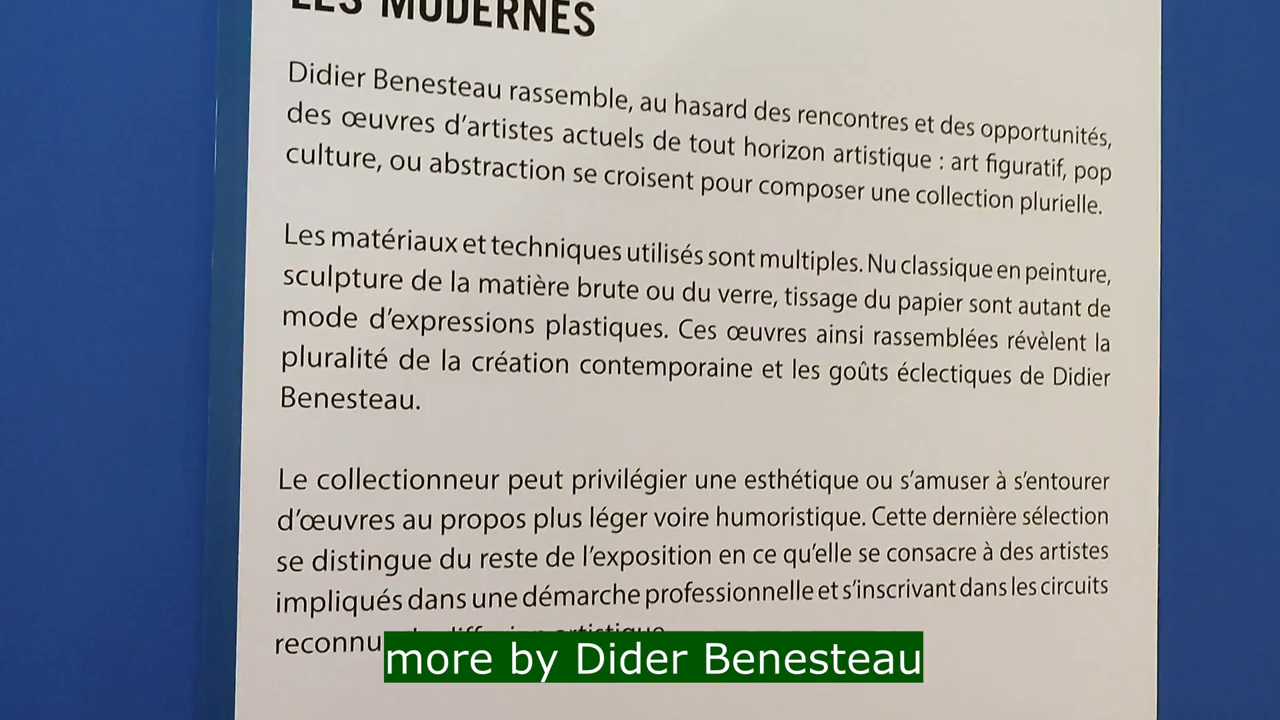 LES MODERNES
Didier Benesteau rassemble, au hasard des rencontres et des opportunités,
des œuvres d'artistes actuels de tout horizon artistique : art figuratif, pop
culture, ou abstraction se croisent pour composer une collection plurielle.
Les matériaux et techniques utilisés sont multiples. Nu classique en peinture,
sculpture de la matière brute ou du verre, tissage du papier sont autant de
mode d'expressions plastiques. Ces œuvres ainsi rassemblées révèlent la
pluralité de la création contemporaine et les goûts éclectiques de Didier
Benesteau.
Le collectionneur peut privilégier une esthétique ou s'amuser à s'entourer
d'œuvres au propos plus léger voire humoristique. Cette dernière sélection
se distingue du reste de l'exposition en ce qu'elle se consacre à des artistes
impliqués dans une démarche professionnelle et s'inscrivant dans les circuits
reconnu
more by Dider Benesteau